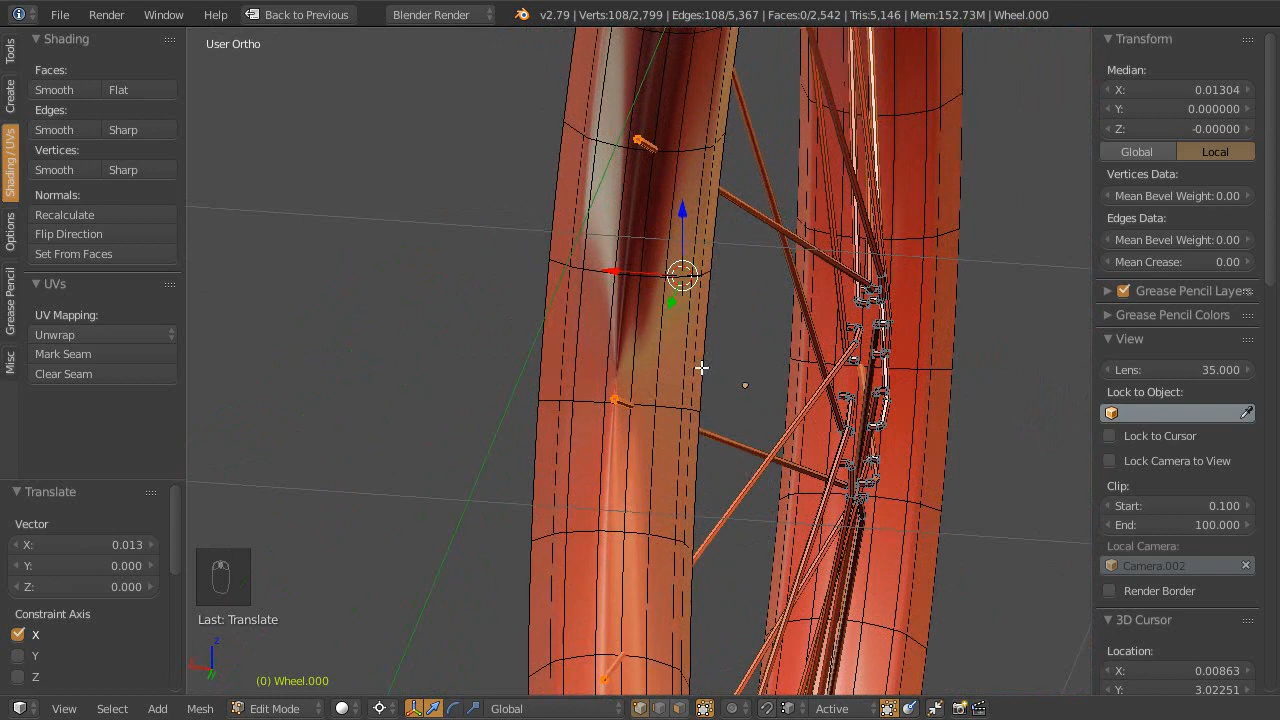 File Render Window Help Back to Previous Blender Render v2.79 | Verts:108/2,799 | Edges:108/5,367 | Faces:0/2,542 | Tris:5,146 | Mem:152.73M | Wheel.000
Tools
Create
Shading / UVs
Options
Grease Pencil
Misc
Shading
Faces:
Smooth Flat
Edges:
Smooth Sharp
Vertices:
Smooth Sharp
Normals:
Recalculate
Flip Direction
Set From Faces
UVs
UV Mapping:
Unwrap
Mark Seam
Clear Seam
Translate
Vector
X: 0.013
Y: 0.000
Z: 0.000
Constraint Axis
X
Y
Z
User Ortho
Last: Translate
z
(0) Wheel.000
Transform
Median:
X: 0.01304
Y: 0.000000
Z: -0.00000
Global Local
Vertices Data:
Mean Bevel Weight: 0.00
Edges Data:
Mean Bevel Weight: 0.00
Mean Crease: 0.00
Grease Pencil Layers
Grease Pencil Colors
View
Lens: 35.000
Lock to Object:
Lock to Cursor
Lock Camera to View
Clip:
Start: 0.100
End: 100.000
Local Camera:
Camera.002
Render Border
3D Cursor
Location:
X: 0.00863
Y: 3.02251
View Select Add Mesh Edit Mode Global Active